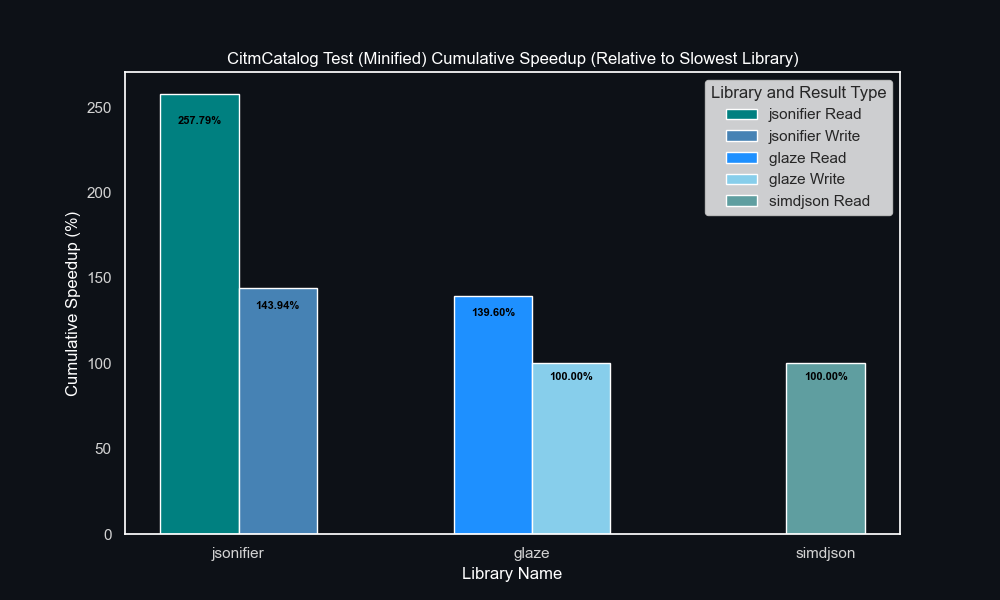 CitmCatalog Test (Minified) Cumulative Speedup (Relative to Slowest Library)
Library and Result Type
jsonifier Read
jsonifier Write
glaze Read
glaze Write
simdjson Read
Cumulative Speedup (%)
250
200
150
100
50
0
257.79%
143.94%
139.60%
100.00%
100.00%
jsonifier
glaze
simdjson
Library Name